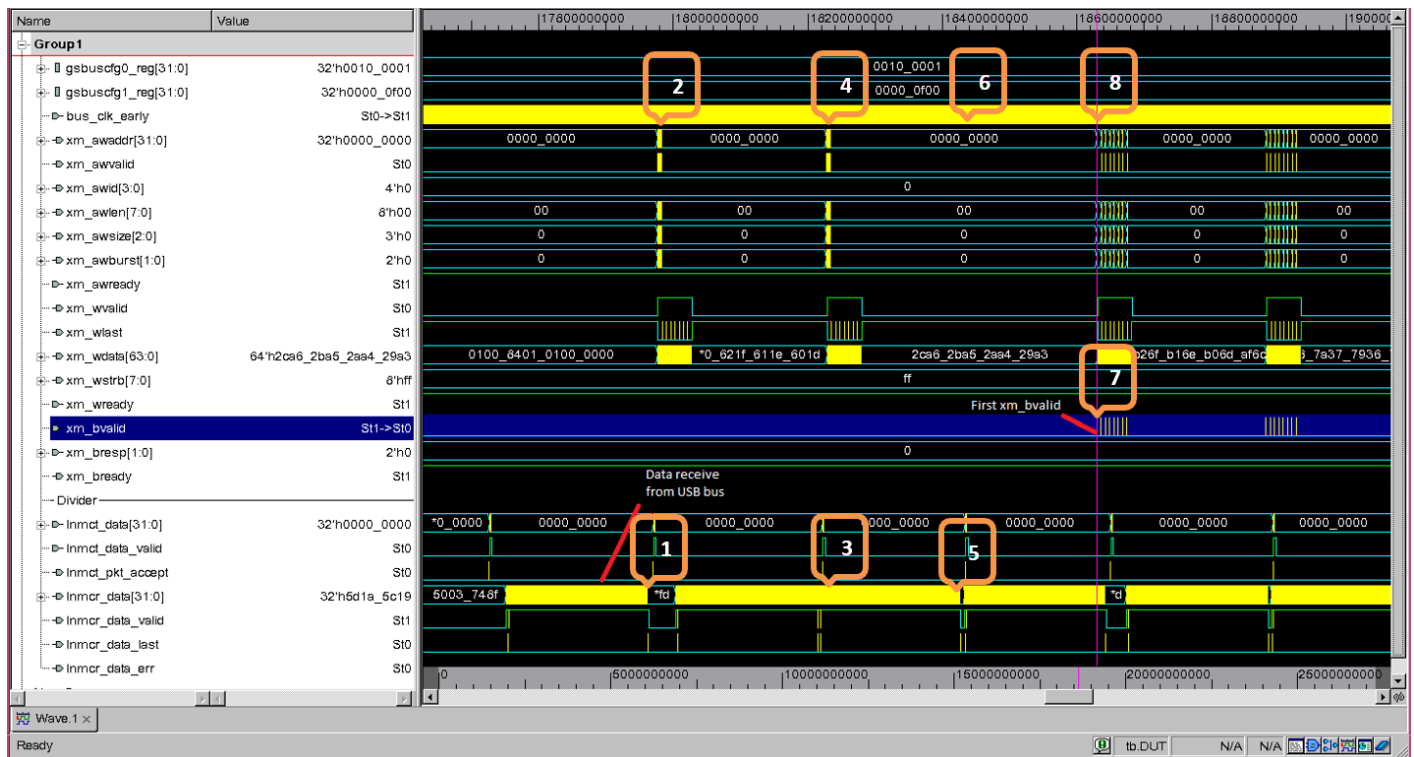 Name Value 17800000000 18000000000 18200000000 18400000000 18600000000 18800000000 19000
Group1
gsbuscfg0_reg[31:0] 32'h0010_0001 0010_0001
gsbuscfg1_reg[31:0] 32'h0000_0f00 0000_0f00
2 4 6 8
bus_clk_early St0->St1
xm_awaddr[31:0] 32'h0000_0000 0000_0000 0000_0000 0000_0000 0000_0000 0000_0000
xm_awvalid St0
xm_awid[3:0] 4'h0 0
xm_awlen[7:0] 8'h00 00 00 00 00 00
xm_awsize[2:0] 3'h0 0 0 0 0 0
xm_awburst[1:0] 2'h0 0 0 0 0 0
xm_awready St1
xm_wvalid St0
xm_wlast St1
xm_wdata[63:0] 64'h2ca6_2ba5_2aa4_29a3 0100_8401_0100_0000 *0_621f_611e_601d 2ca6_2ba5_2aa4_29a3 b26f_b16e_b06d_af6c _7a37_7936_
xm_wstrb[7:0] 8'hff ff 7
xm_wready St1 First xm_bvalid
xm_bvalid St1->St0
xm_bresp[1:0] 2'h0 0
xm_bready St1 Data receive
from USB bus
Divider
lnmct_data[31:0] 32'h0000_0000 *0_0000 0000_0000 0000_0000 0000_0000 0000_0000 0000_0000 0000_0000
lnmct_data_valid St0 1 3 5
lnmct_pkt_accept St0
lnmcr_data[31:0] 32'h5d1a_5c19 5003_748f *fd *d
lnmcr_data_valid St1
lnmcr_data_last St0
lnmcr_data_err St0
0 5000000000 10000000000 15000000000 20000000000 25000000000
Wave.1 ×
Ready tb.DUT N/A N/A